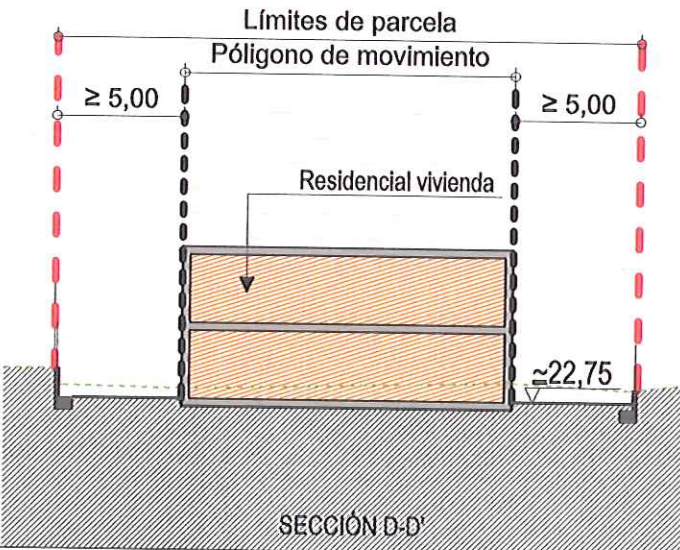 Límites de parcela
Póligono de movimiento
≥ 5,00
≥ 5,00
Residencial vivienda
≃22,75
SECCIÓN D-D'